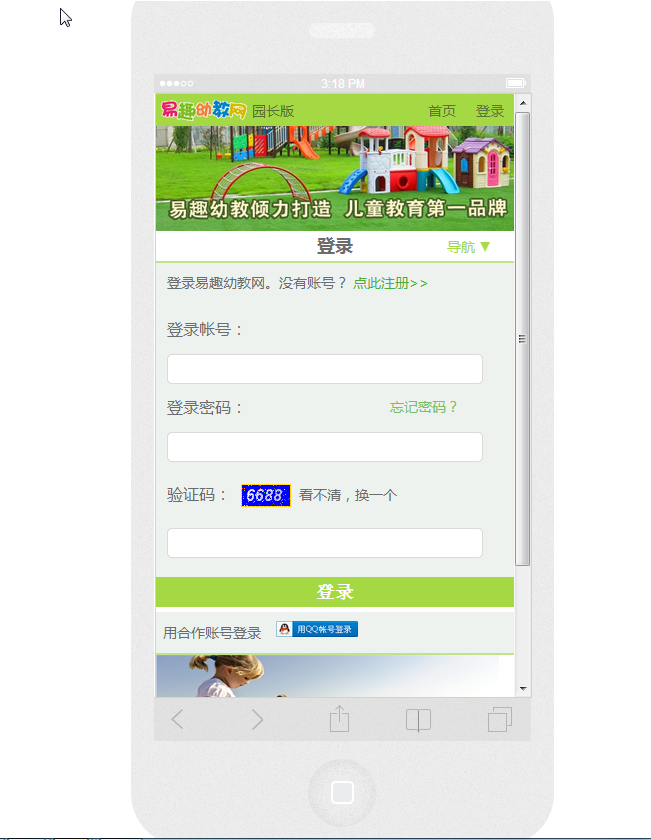 3:18 PM
易趣幼教网 园长版 首页 登录
易趣幼教倾力打造 儿童教育第一品牌
登录 导航 ▼
登录易趣幼教网。没有账号？ 点此注册>>
登录帐号：
登录密码： 忘记密码？
验证码： 6688 看不清，换一个
登录
用合作账号登录 用QQ帐号登录